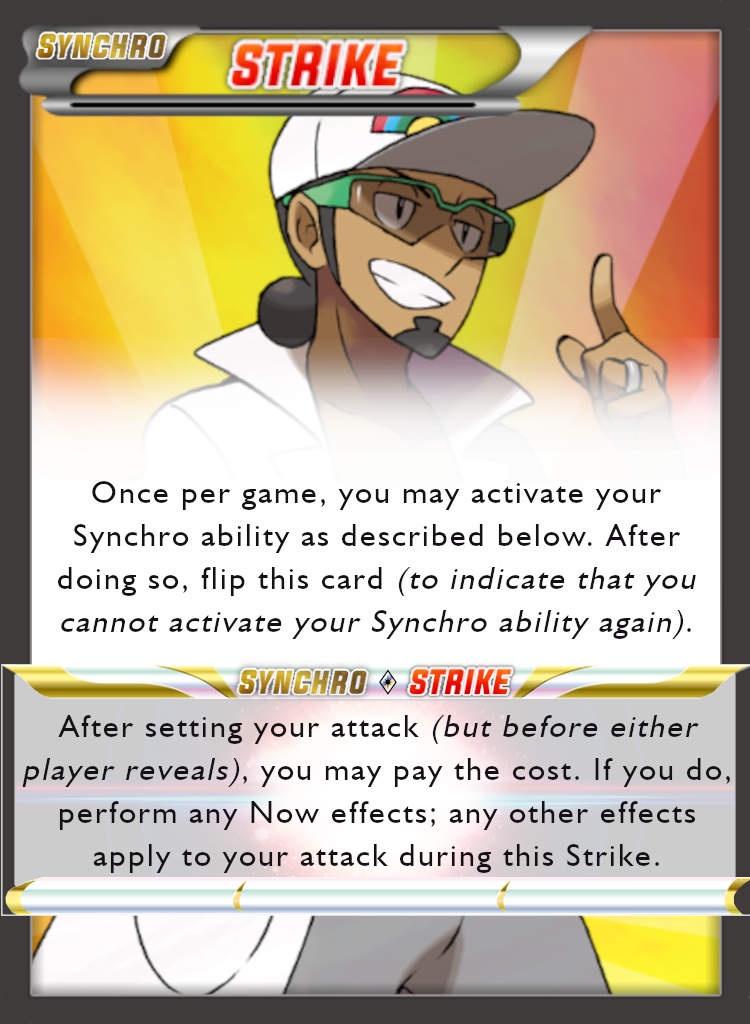 SYNCHRO STRIKE
Once per game, you may activate your
Synchro ability as described below. After
doing so, flip this card (to indicate that you
cannot activate your Synchro ability again).
SYNCHRO STRIKE
After setting your attack (but before either
player reveals), you may pay the cost. If you do,
perform any Now effects; any other effects
apply to your attack during this Strike.